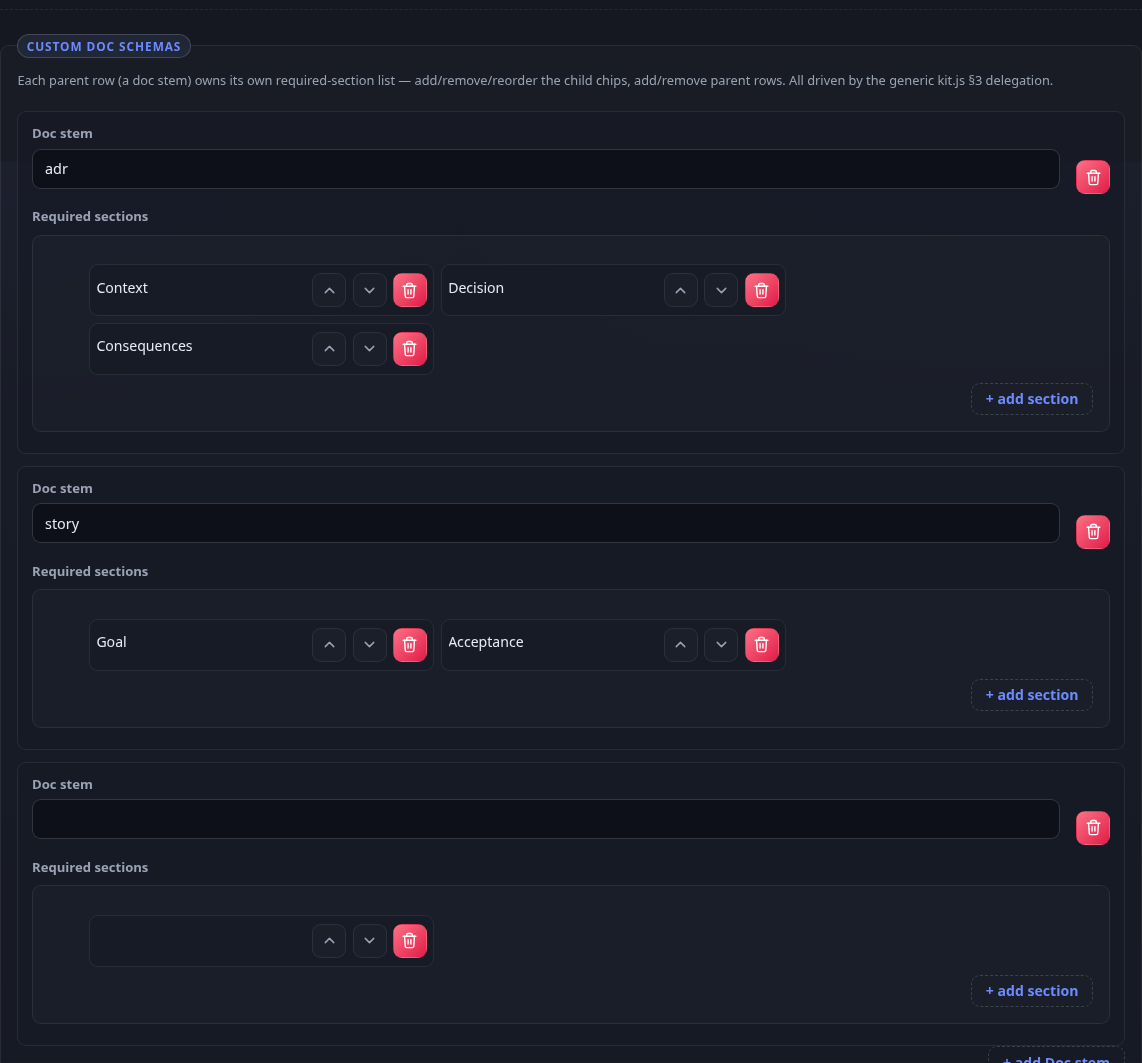 CUSTOM DOC SCHEMAS
Each parent row (a doc stem) owns its own required-section list — add/remove/reorder the child chips, add/remove parent rows. All driven by the generic kit.js §3 delegation.
Doc stem
adr
Required sections
Context
Decision
Consequences
+ add section
Doc stem
story
Required sections
Goal
Acceptance
+ add section
Doc stem
Required sections
+ add section
+ add Doc stem